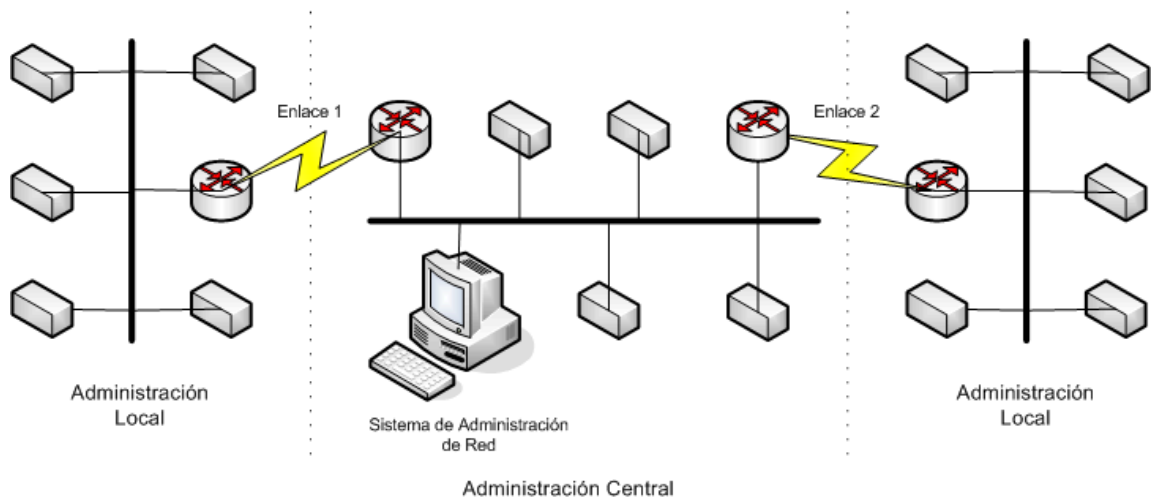 Enlace 1
Enlace 2
Administración
Local
Sistema de Administración
de Red
Administración
Local
Administración Central